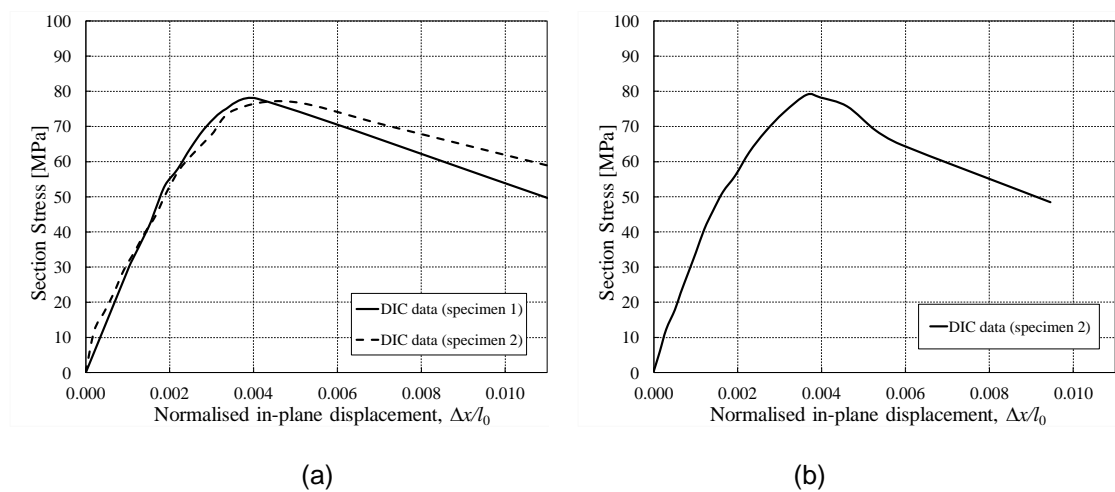 100
90
80
70
60
50
40
30
20
10
0
Section Stress [MPa]
0.000 0.002 0.004 0.006 0.008 0.010
Normalised in-plane displacement, Δx/l0
DIC data (specimen 1)
DIC data (specimen 2)
(a)
100
90
80
70
60
50
40
30
20
10
0
Section Stress [MPa]
0.000 0.002 0.004 0.006 0.008 0.010
Normalised in-plane displacement, Δx/l0
DIC data (specimen 2)
(b)